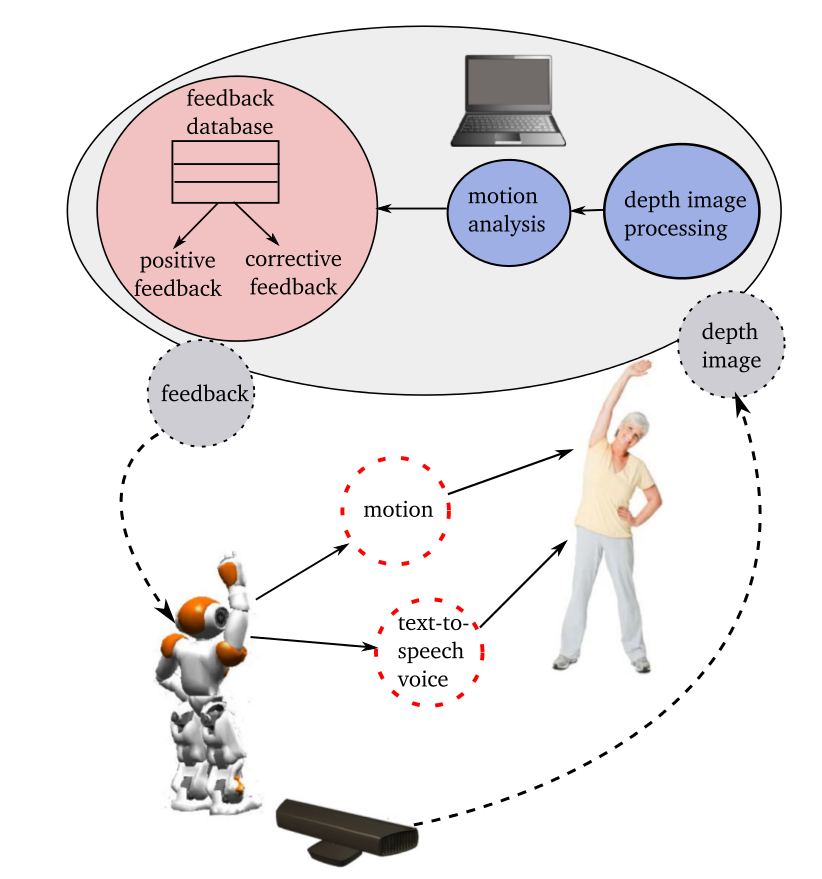 feedback
database
positive
feedback
corrective
feedback
motion
analysis
depth image
processing
depth
image
feedback
motion
text-to-
speech
voice